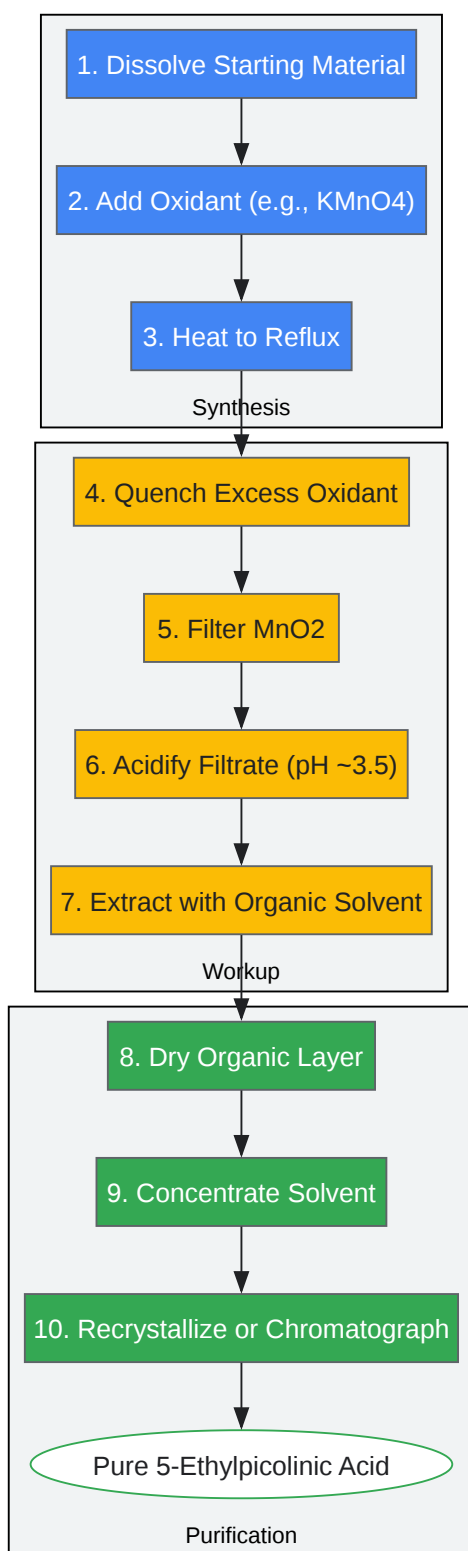 1. Dissolve Starting Material
2. Add Oxidant (e.g., KMnO4)
3. Heat to Reflux
Synthesis
4. Quench Excess Oxidant
5. Filter MnO2
6. Acidify Filtrate (pH ~3.5)
7. Extract with Organic Solvent
Workup
8. Dry Organic Layer
9. Concentrate Solvent
10. Recrystallize or Chromatograph
Pure 5-Ethylpicolinic Acid
Purification